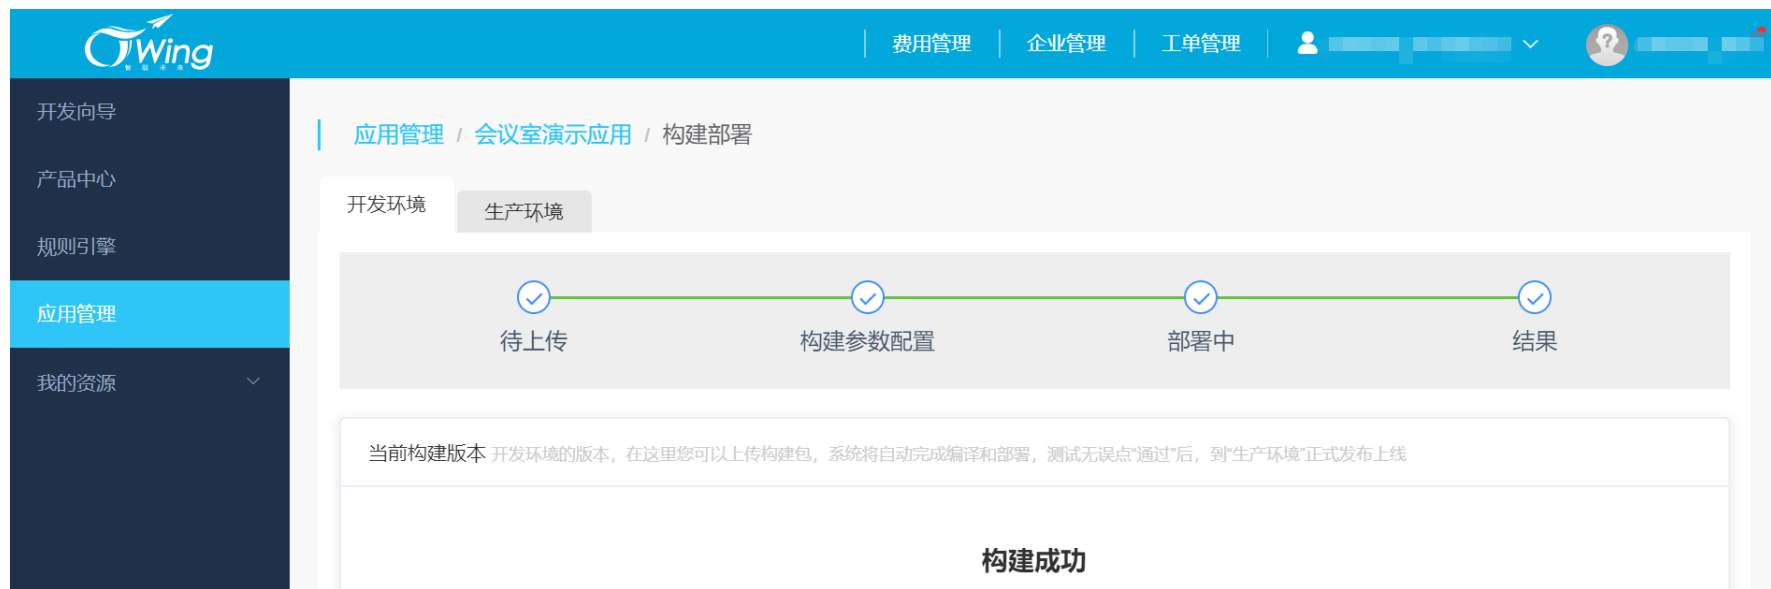 Wing
智联未来
费用管理 企业管理 工单管理
开发向导
产品中心
规则引擎
应用管理
我的资源
应用管理 / 会议室演示应用 / 构建部署
开发环境 生产环境
待上传 构建参数配置 部署中 结果
当前构建版本 开发环境的版本，在这里您可以上传构建包，系统将自动完成编译和部署，测试无误点“通过”后，到“生产环境”正式发布上线
构建成功